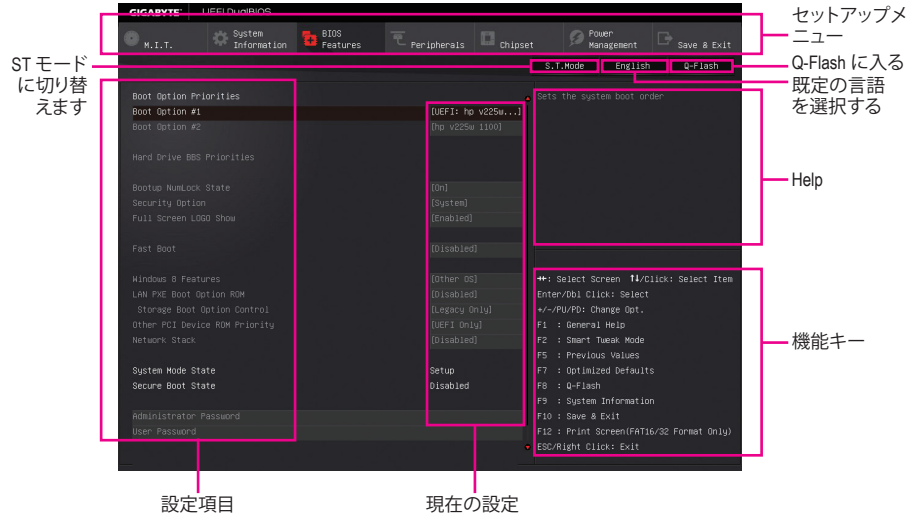 GIGABYTE UEFI DualBIOS
M.I.T. System Information BIOS Features Peripherals Chipset Power Management Save & Exit
セットアップメニュー
S.T.Mode English Q-Flash
ST モードに切り替えます
Q-Flash に入る
既定の言語を選択する
Boot Option Priorities
Boot Option #1 [UEFI: hp v225w...]
Boot Option #2 [hp v225w 1100]
Hard Drive BBS Priorities
Bootup NumLock State [On]
Security Option [System]
Full Screen LOGO Show [Enabled]
Fast Boot [Disabled]
Windows 8 Features [Other OS]
LAN PXE Boot Option ROM [Disabled]
Storage Boot Option Control [Legacy Only]
Other PCI Device ROM Priority [UEFI Only]
Network Stack [Disabled]
System Mode State Setup
Secure Boot State Disabled
Administrator Password
User Password
Sets the system boot order
Help
→←: Select Screen ↑↓/Click: Select Item
Enter/Dbl Click: Select
+/-/PU/PD: Change Opt.
F1 : General Help
F2 : Smart Tweak Mode
F5 : Previous Values
F7 : Optimized Defaults
F8 : Q-Flash
F9 : System Information
F10 : Save & Exit
F12 : Print Screen(FAT16/32 Format Only)
ESC/Right Click: Exit
機能キー
設定項目
現在の設定